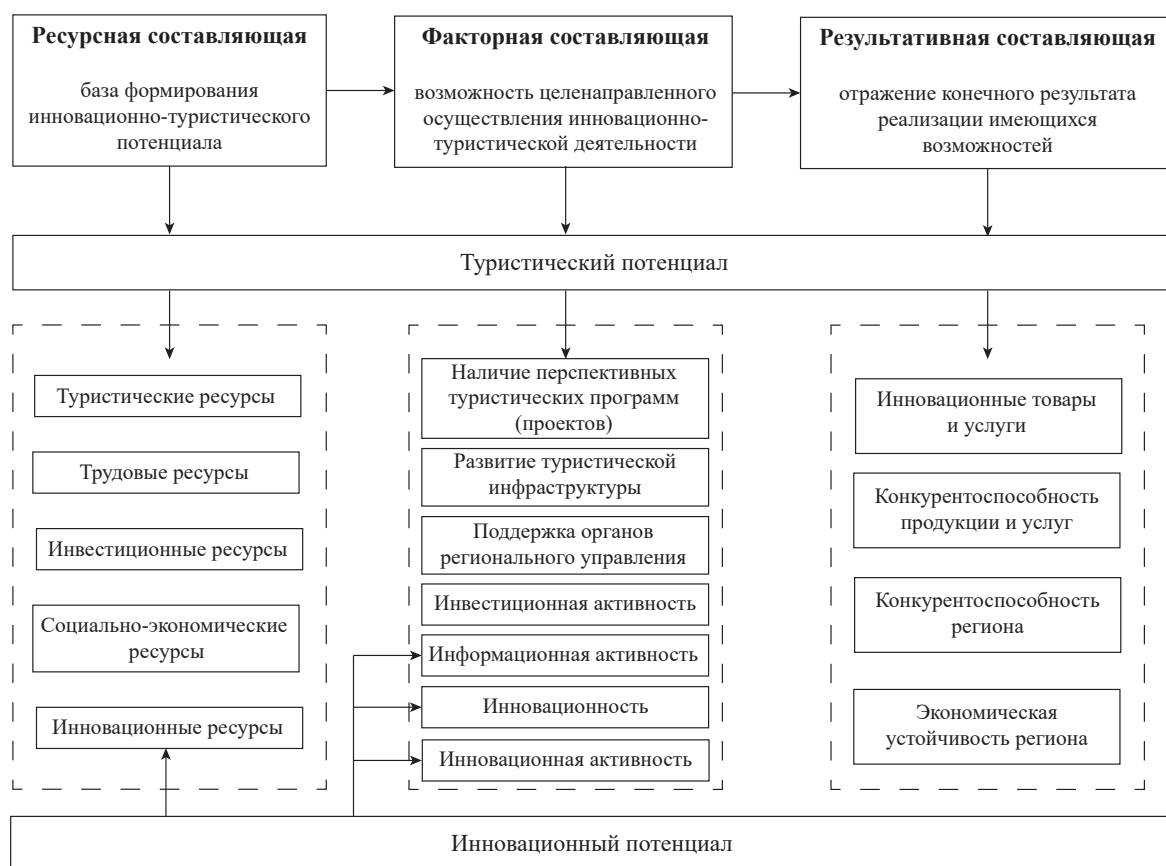 Ресурсная составляющая
база формирования
инновационно-туристического
потенциала
Факторная составляющая
возможность целенаправленного
осуществления инновационно-
туристической деятельности
Результативная составляющая
отражение конечного результата
реализации имеющихся
возможностей
Туристический потенциал
Туристические ресурсы
Трудовые ресурсы
Инвестиционные ресурсы
Социально-экономические
ресурсы
Инновационные ресурсы
Наличие перспективных
туристических программ
(проектов)
Развитие туристической
инфраструктуры
Поддержка органов
регионального управления
Инвестиционная активность
Информационная активность
Инновационность
Инновационная активность
Инновационные товары
и услуги
Конкурентоспособность
продукции и услуг
Конкурентоспособность
региона
Экономическая
устойчивость региона
Инновационный потенциал